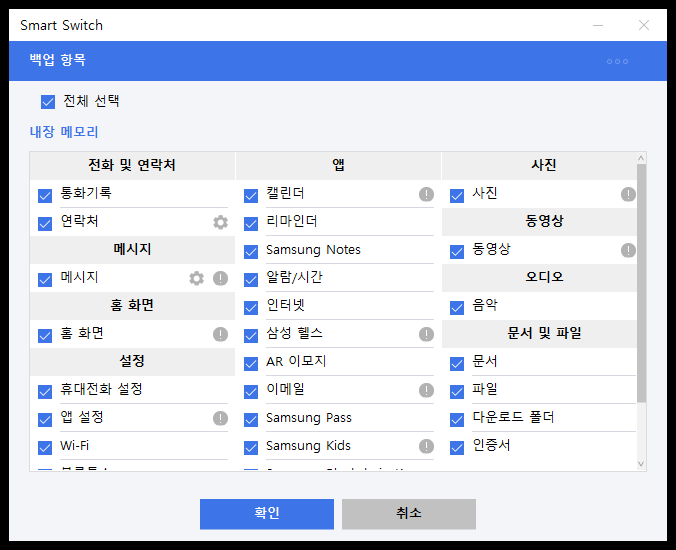 Smart Switch
백업 항목
전체 선택
내장 메모리
전화 및 연락처
통화기록
연락처
메시지
메시지
홈 화면
홈 화면
설정
휴대전화 설정
앱 설정
Wi-Fi
앱
캘린더
리마인더
Samsung Notes
알람/시간
인터넷
삼성 헬스
AR 이모지
이메일
Samsung Pass
Samsung Kids
사진
사진
동영상
동영상
오디오
음악
문서 및 파일
문서
파일
다운로드 폴더
인증서
확인
취소